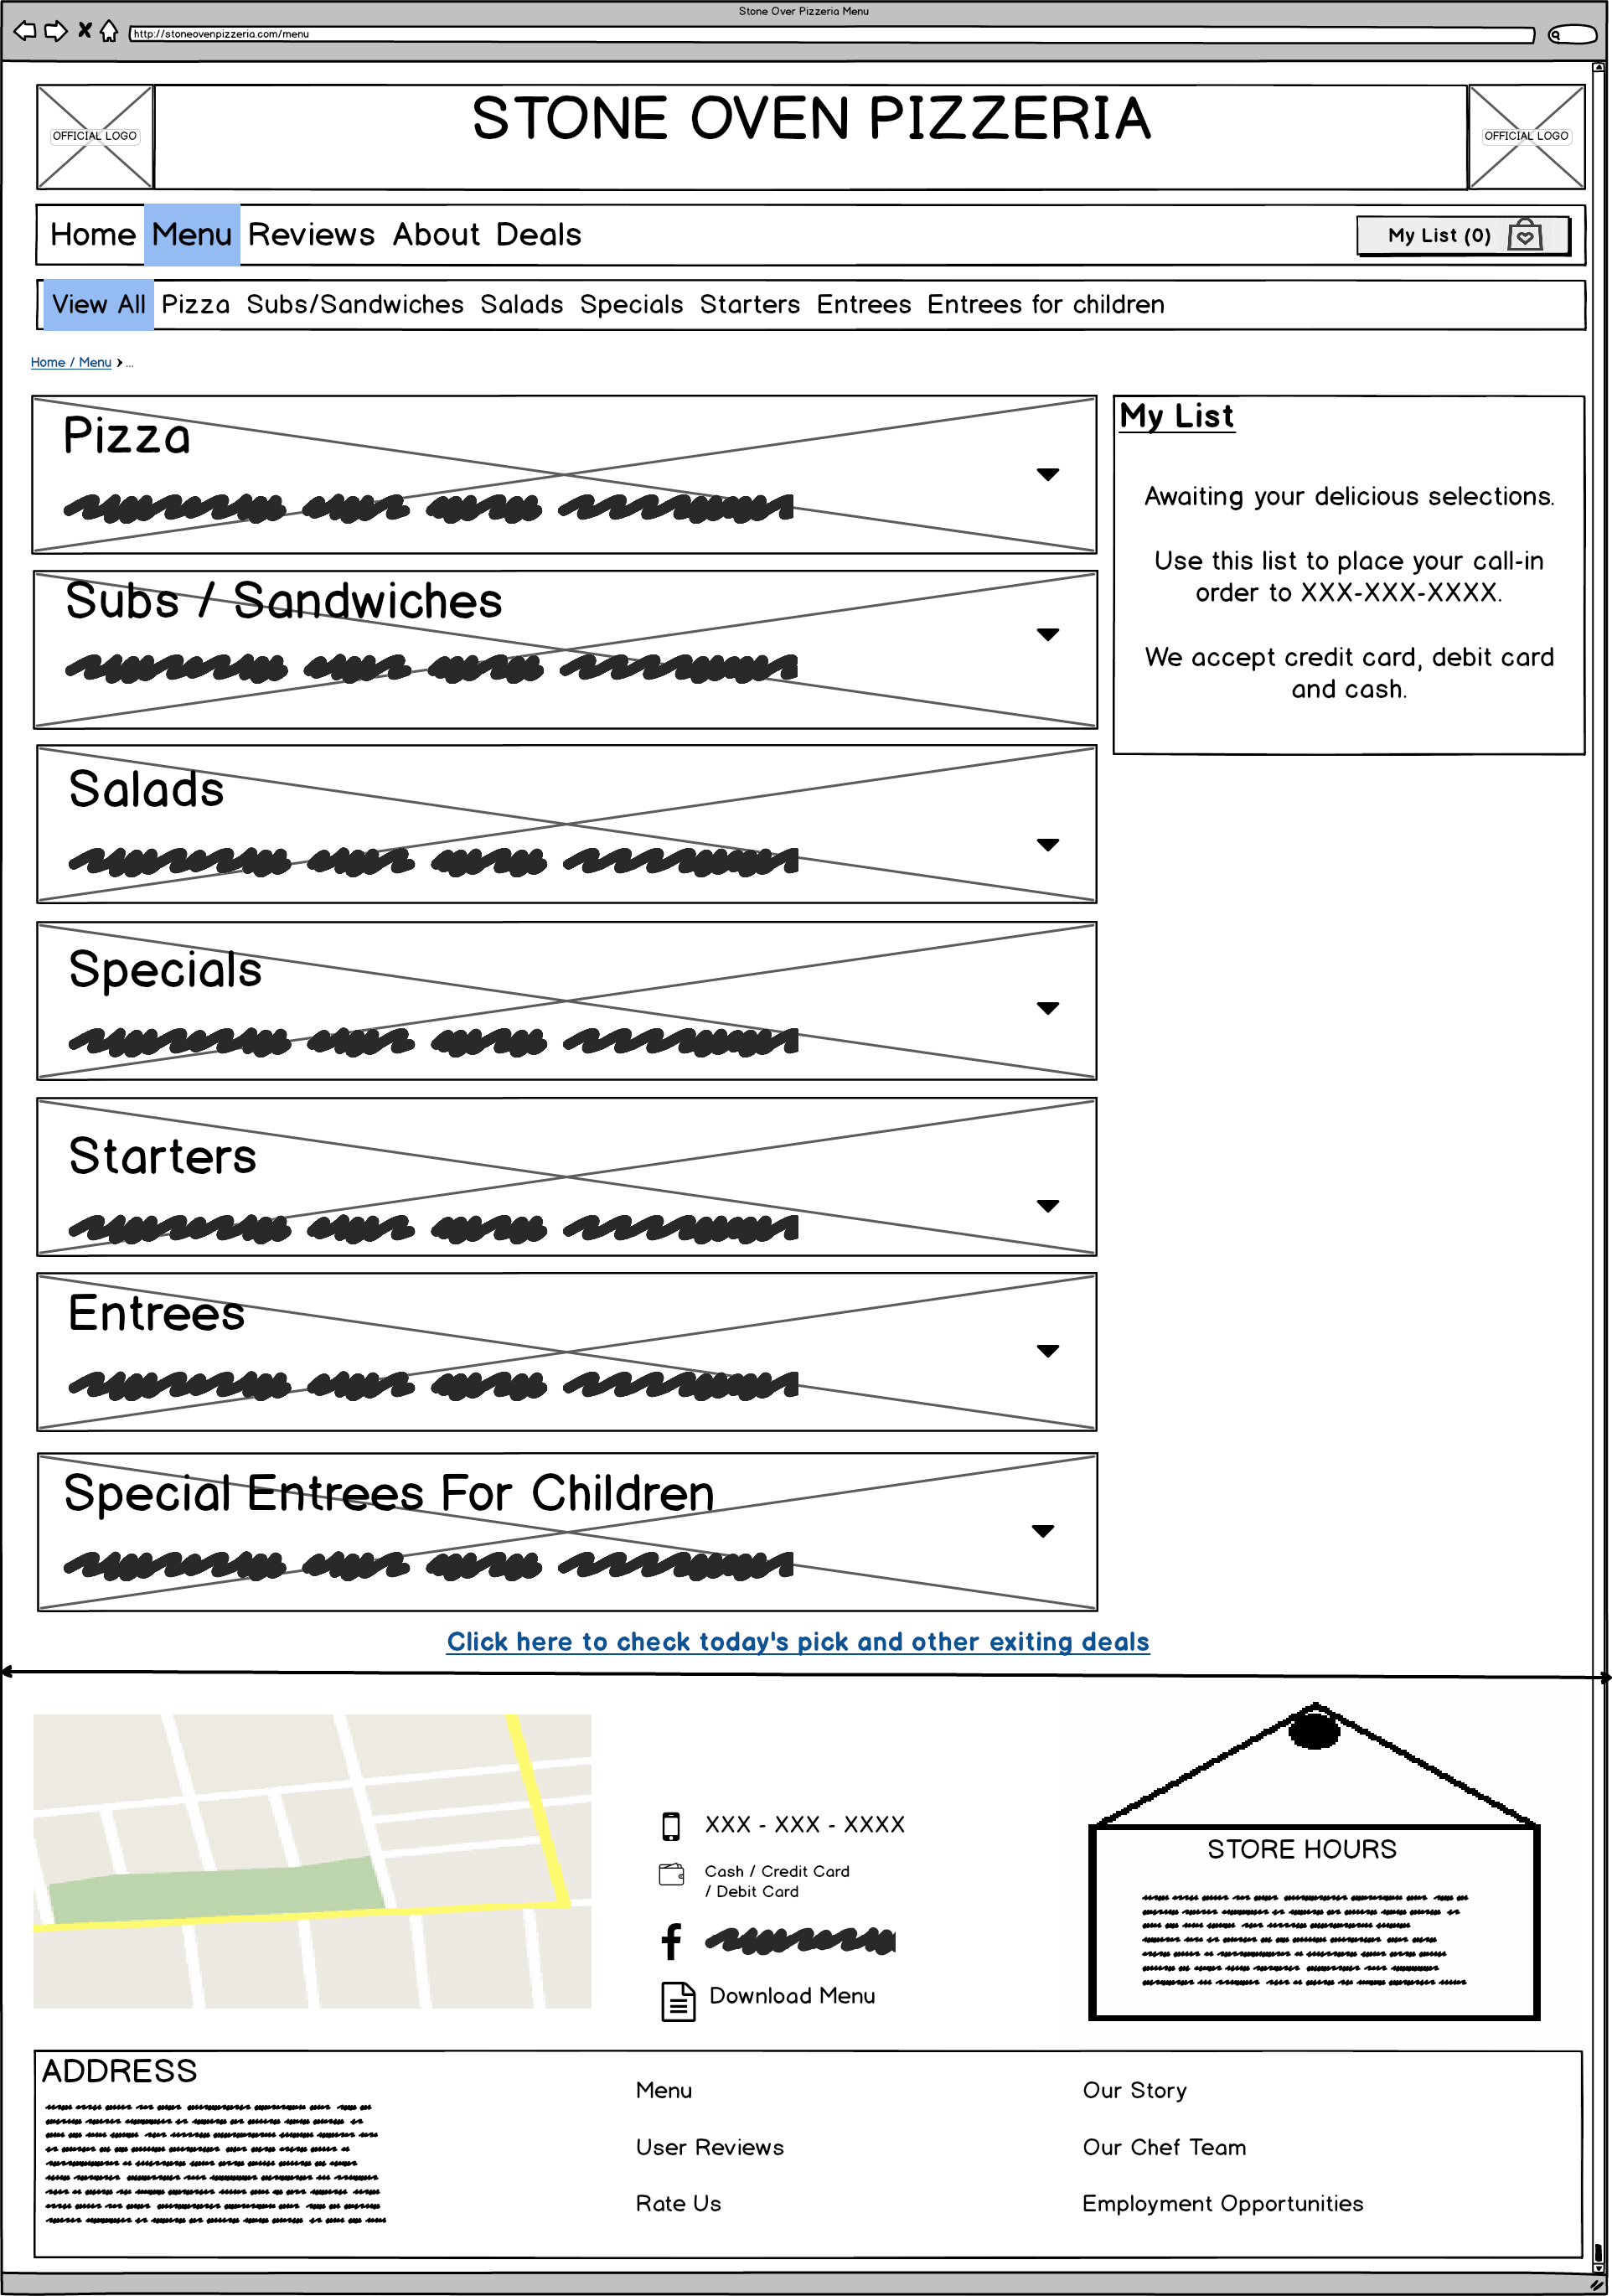 Stone Over Pizzeria Menu
http://stoneovenpizzeria.com/menu
OFFICIAL LOGO
STONE OVEN PIZZERIA
OFFICIAL LOGO
Home Menu Reviews About Deals
My List (0)
View All Pizza Subs/Sandwiches Salads Specials Starters Entrees Entrees for children
Home / Menu > ...
Pizza
My List
Awaiting your delicious selections.
Use this list to place your call-in
order to XXX-XXX-XXXX.
We accept credit card, debit card
and cash.
Subs / Sandwiches
Salads
Specials
Starters
Entrees
Special Entrees For Children
Click here to check today's pick and other exiting deals
XXX - XXX - XXXX
Cash / Credit Card
/ Debit Card
Download Menu
STORE HOURS
ADDRESS
Menu
User Reviews
Rate Us
Our Story
Our Chef Team
Employment Opportunities